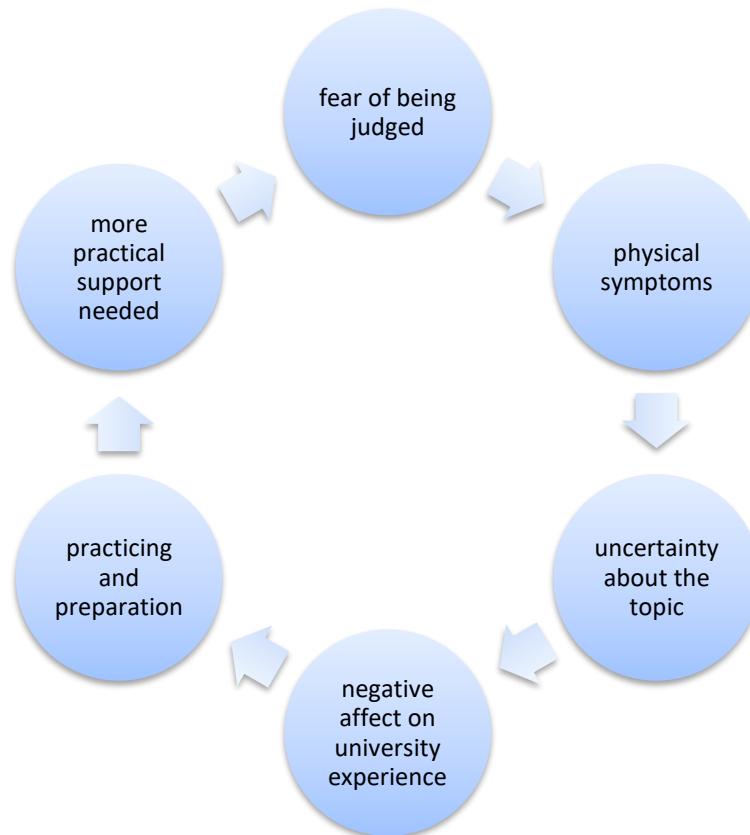 fear of being
judged
physical
symptoms
uncertainty
about the
topic
negative
affect on
university
experience
practicing
and
preparation
more
practical
support
needed